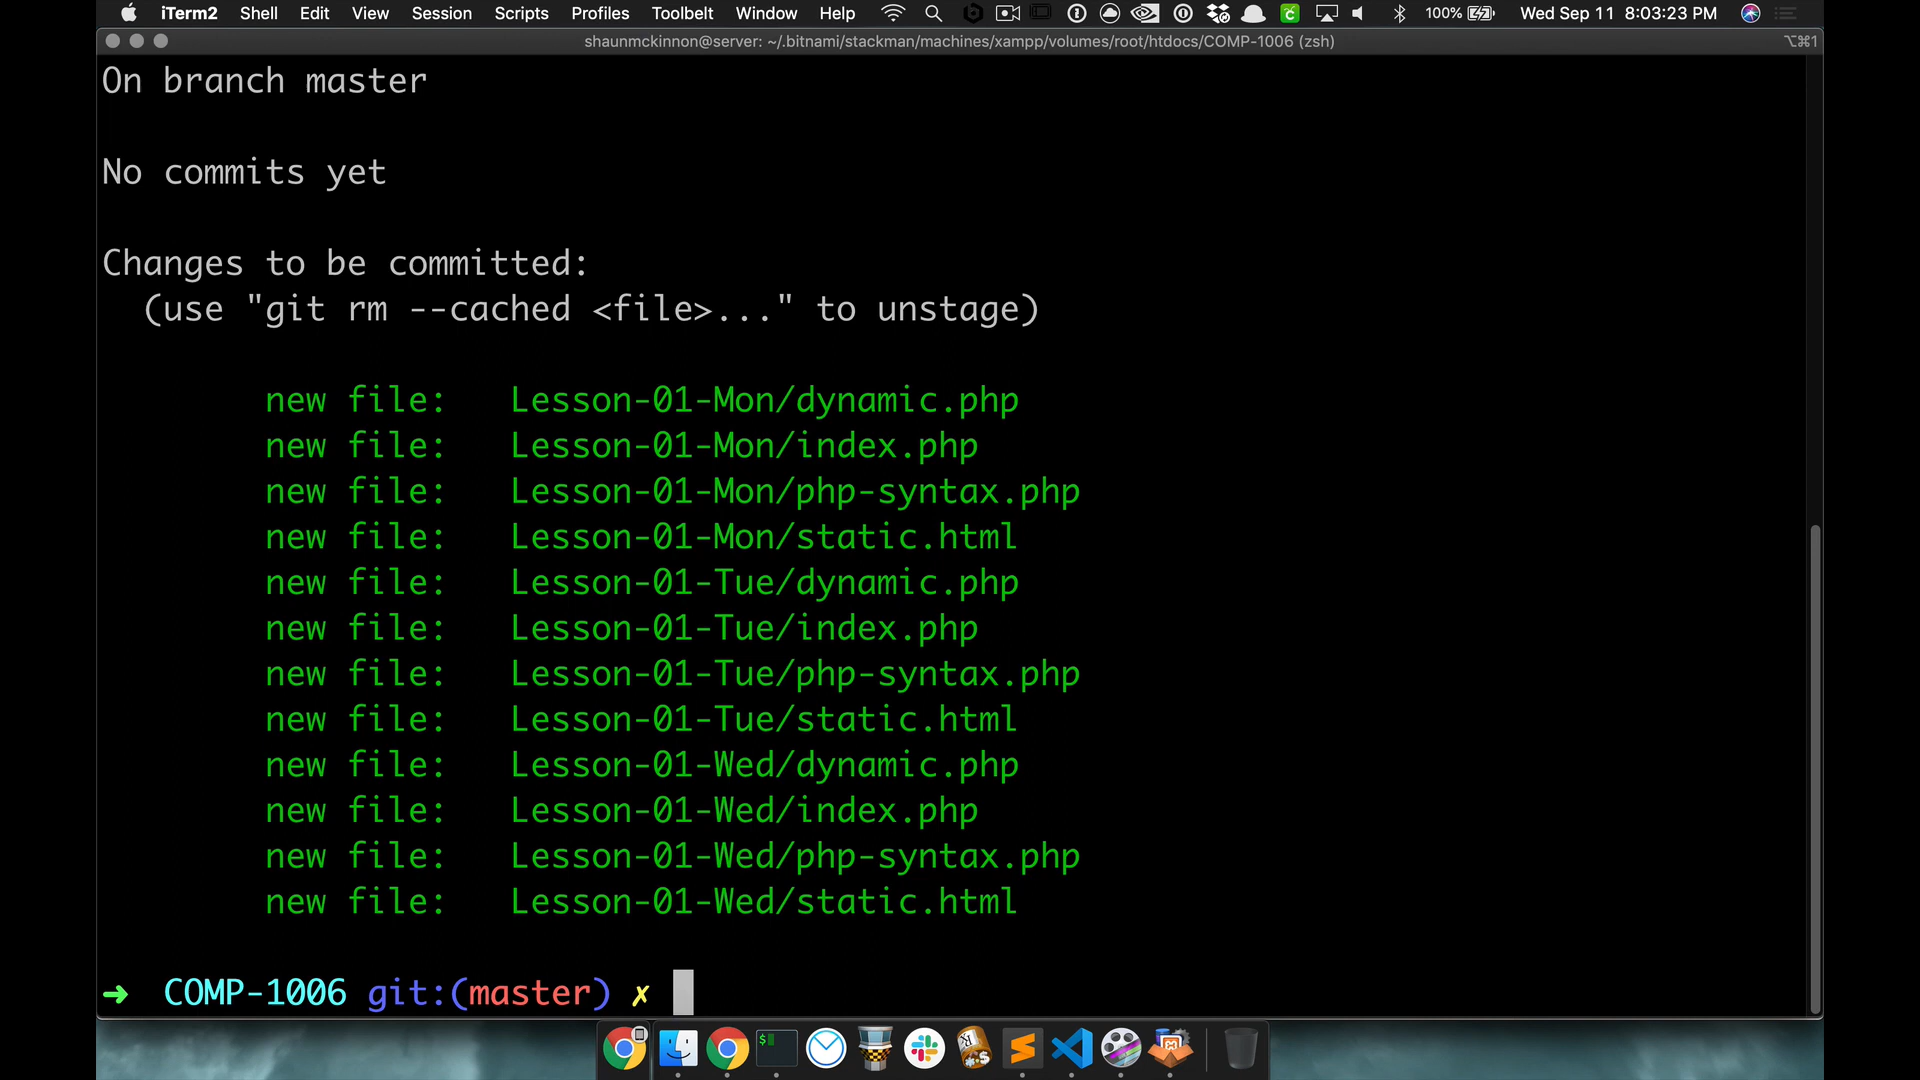 iTerm2 Shell Edit View Session Scripts Profiles Toolbelt Window Help 100% Wed Sep 11 8:03:23 PM
shaunmckinnon@server: ~/.bitnami/stackman/machines/xampp/volumes/root/htdocs/COMP-1006 (zsh) ⌥⌘1
On branch master
No commits yet
Changes to be committed:
(use "git rm --cached <file>..." to unstage)
new file: Lesson-01-Mon/dynamic.php
new file: Lesson-01-Mon/index.php
new file: Lesson-01-Mon/php-syntax.php
new file: Lesson-01-Mon/static.html
new file: Lesson-01-Tue/dynamic.php
new file: Lesson-01-Tue/index.php
new file: Lesson-01-Tue/php-syntax.php
new file: Lesson-01-Tue/static.html
new file: Lesson-01-Wed/dynamic.php
new file: Lesson-01-Wed/index.php
new file: Lesson-01-Wed/php-syntax.php
new file: Lesson-01-Wed/static.html
➜ COMP-1006 git:(master) ✗